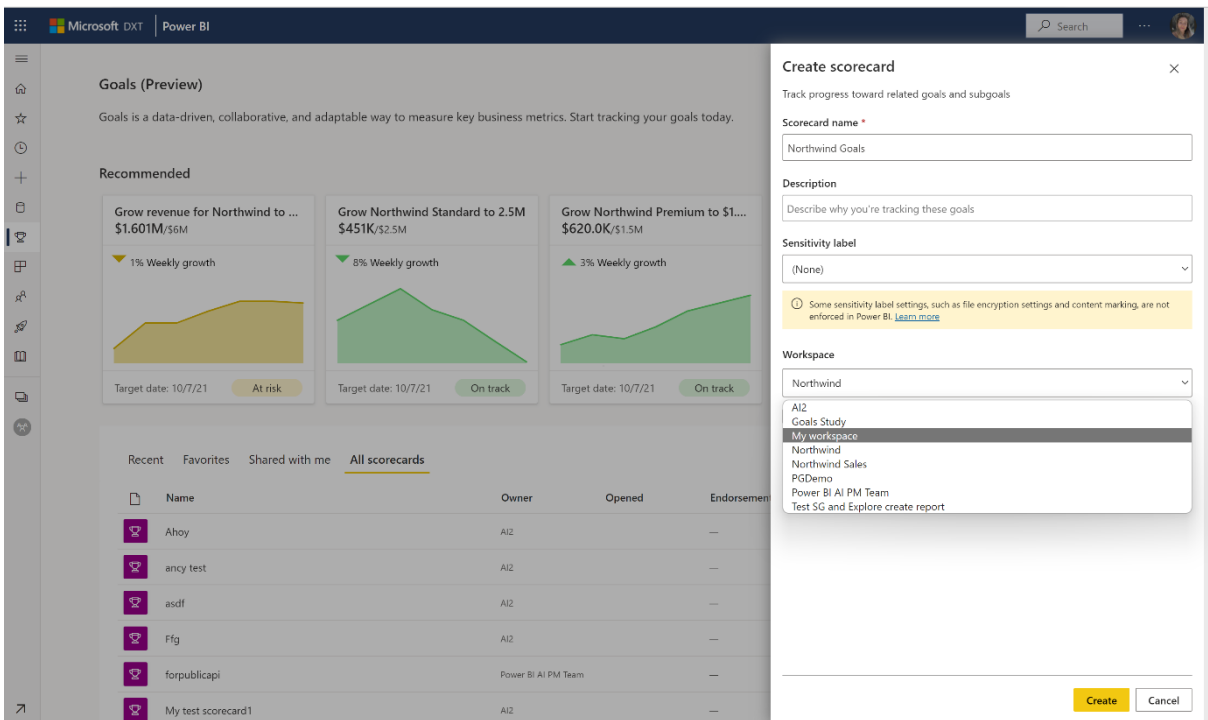 Microsoft DXT Power BI
Search
Goals (Preview)
Goals is a data-driven, collaborative, and adaptable way to measure key business metrics. Start tracking your goals today.
Recommended
Grow revenue for Northwind to ...
$1.601M/$6M
1% Weekly growth
Target date: 10/7/21 At risk
Grow Northwind Standard to 2.5M
$451K/$2.5M
8% Weekly growth
Target date: 10/7/21 On track
Grow Northwind Premium to $1....
$620.0K/$1.5M
3% Weekly growth
Target date: 10/7/21 On track
Recent Favorites Shared with me All scorecards
Name Owner Opened Endorsemen
Ahoy AI2 —
ancy test AI2 —
asdf AI2 —
Ffg AI2 —
forpublicapi Power BI AI PM Team —
My test scorecard1 AI2 —
Create scorecard
Track progress toward related goals and subgoals
Scorecard name *
Northwind Goals
Description
Describe why you're tracking these goals
Sensitivity label
(None)
Some sensitivity label settings, such as file encryption settings and content marking, are not
enforced in Power BI. Learn more
Workspace
Northwind
AI2
Goals Study
My workspace
Northwind
Northwind Sales
PGDemo
Power BI AI PM Team
Test SG and Explore create report
Create Cancel